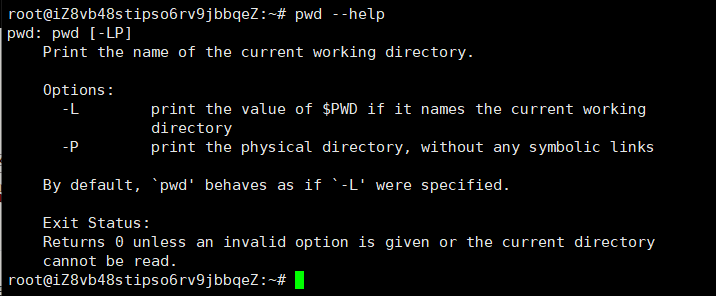 root@iZ8vb48stipso6rv9jbbqeZ:~# pwd --help
pwd: pwd [-LP]
    Print the name of the current working directory.

    Options:
      -L        print the value of $PWD if it names the current working
                directory
      -P        print the physical directory, without any symbolic links

    By default, `pwd' behaves as if `-L' were specified.

    Exit Status:
    Returns 0 unless an invalid option is given or the current directory
    cannot be read.
root@iZ8vb48stipso6rv9jbbqeZ:~#